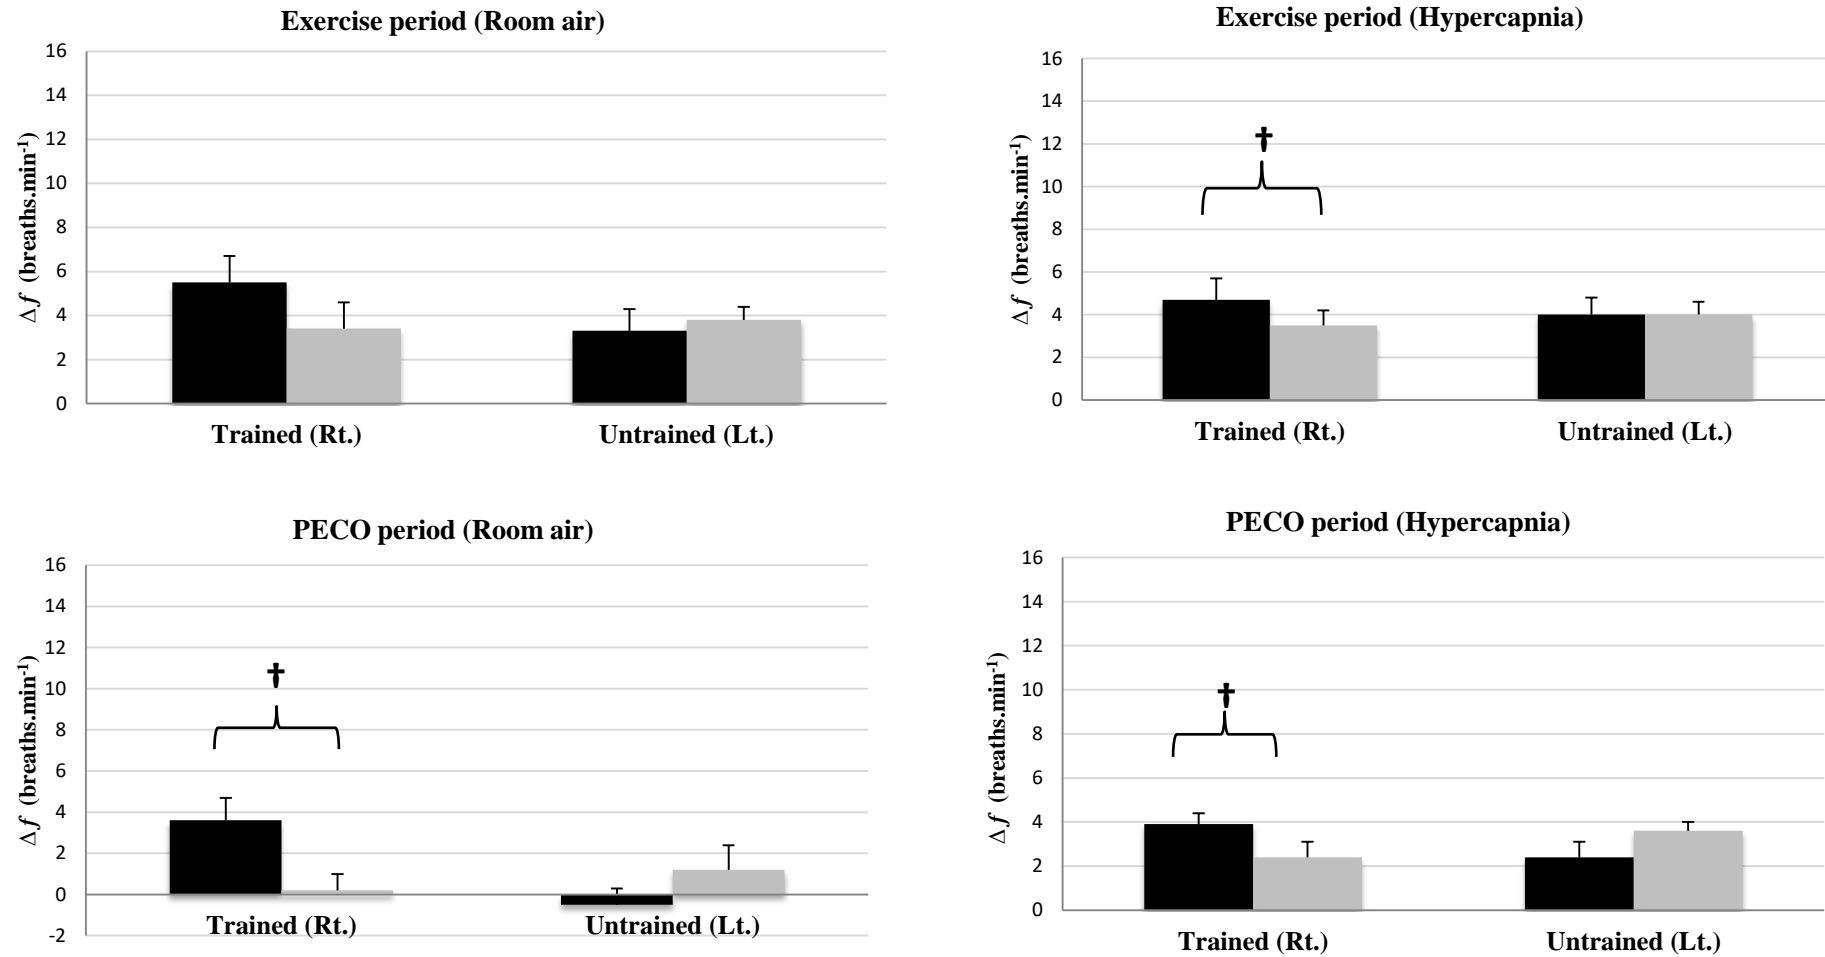 Exercise period (Room air)
16
14
12
10
8
6
4
2
0
Δf (breaths.min-1)
Trained (Rt.)
Untrained (Lt.)
Exercise period (Hypercapnia)
16
14
12
10
8
6
4
2
0
Δf (breaths.min-1)
†
Trained (Rt.)
Untrained (Lt.)
PECO period (Room air)
16
14
12
10
8
6
4
2
0
-2
Δf (breaths.min-1)
†
Trained (Rt.)
Untrained (Lt.)
PECO period (Hypercapnia)
16
14
12
10
8
6
4
2
0
Δf (breaths.min-1)
†
Trained (Rt.)
Untrained (Lt.)